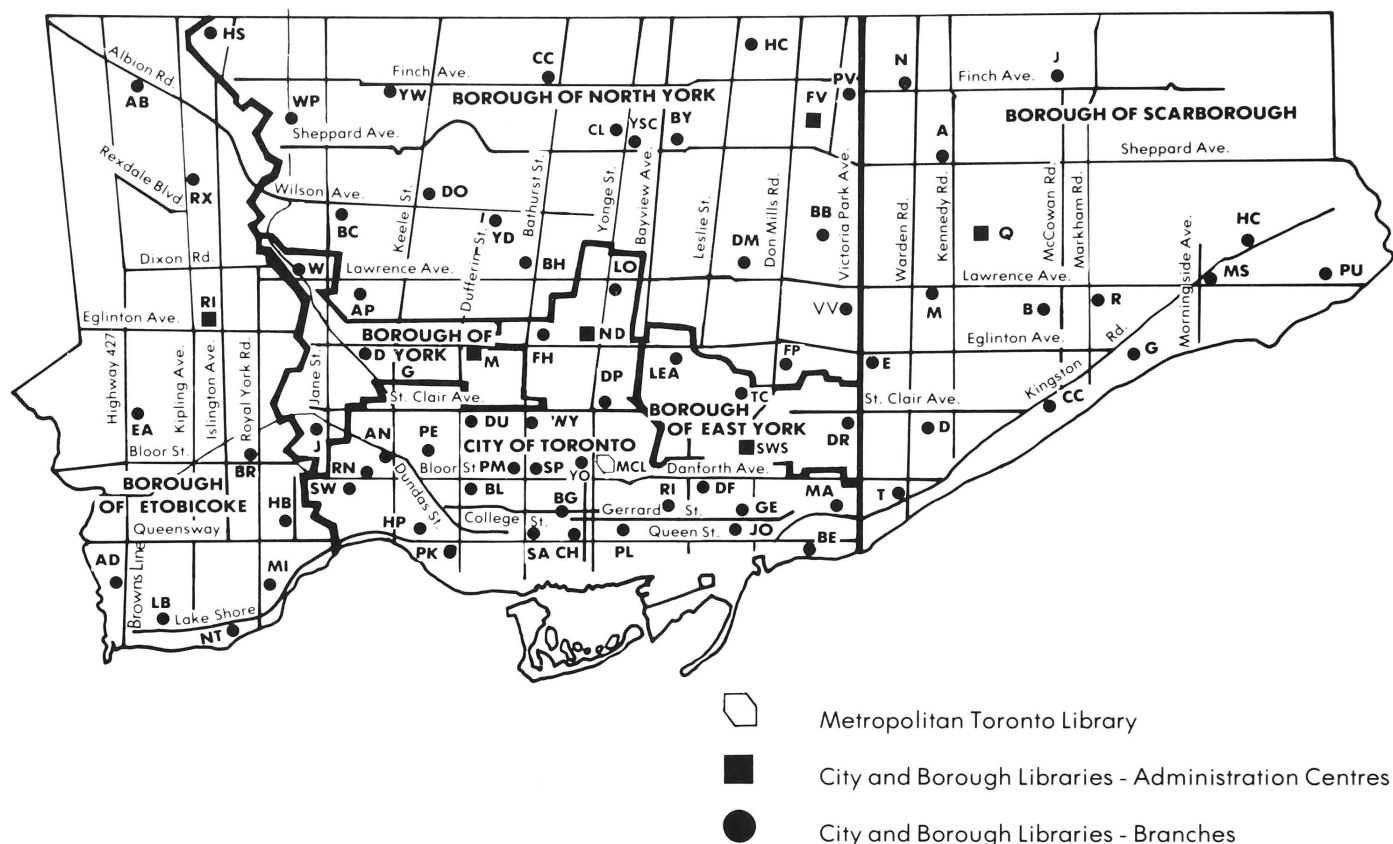 HS
HC
CC
Albion Rd.
AB
Finch Ave.
YW
WP
BOROUGH OF NORTH YORK
PV
FV
N
J
Finch Ave.
BOROUGH OF SCARBOROUGH
Sheppard Ave.
CL
YSC
BY
A
Sheppard Ave.
Rexdale Blvd.
RX
Wilson Ave.
DO
BC
YD
Keele St.
Dufferin St.
Bathurst St.
Yonge St.
Bayview Ave.
Leslie St.
Don Mills Rd.
Victoria Park Ave.
Warden Rd.
Kennedy Rd.
McCowan Rd.
Markham Rd.
Morningside Ave.
BB
DM
Q
HC
Dixon Rd.
W
Lawrence Ave.
BH
LO
Lawrence Ave.
MS
PU
RI
AP
VV
M
B
R
Eglinton Ave.
BOROUGH OF
YORK
ND
Eglinton Ave.
D
G
M
FH
LEA
FP
E
G
Kingston Rd.
Highway 427
Kipling Ave.
Islington Ave.
Royal York Rd.
Jane St.
DP
TC
St. Clair Ave.
BOROUGH
OF EAST YORK
St. Clair Ave.
CC
EA
J
AN
PE
DU
WY
CITY OF TORONTO
SWS
DR
D
Bloor St.
BR
RN
Dundas St.
Bloor St
PM
SP
YO
MCL
Danforth Ave.
BOROUGH
OF ETOBICOKE
HB
SW
BL
BG
RI
DF
GE
MA
T
Queensway
HP
College St.
Gerrard St.
Queen St.
JO
PK
SA
CH
PL
BE
AD
Browns Line
MI
LB
Lake Shore
NT
Metropolitan Toronto Library
City and Borough Libraries - Administration Centres
City and Borough Libraries - Branches